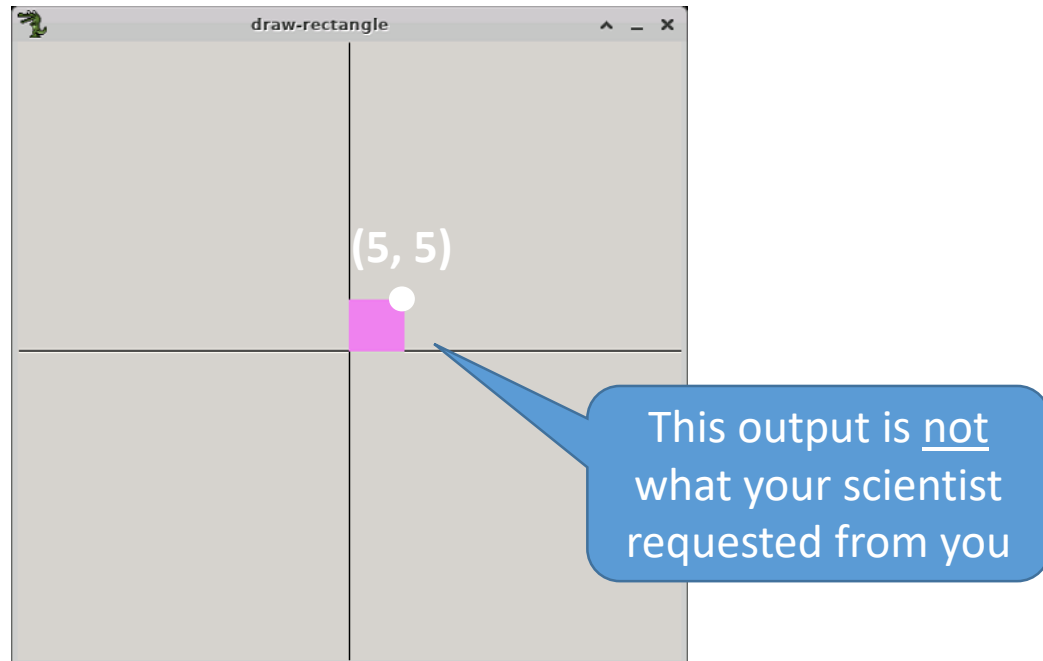 draw-rectangle
(5, 5)
This output is not
what your scientist
requested from you